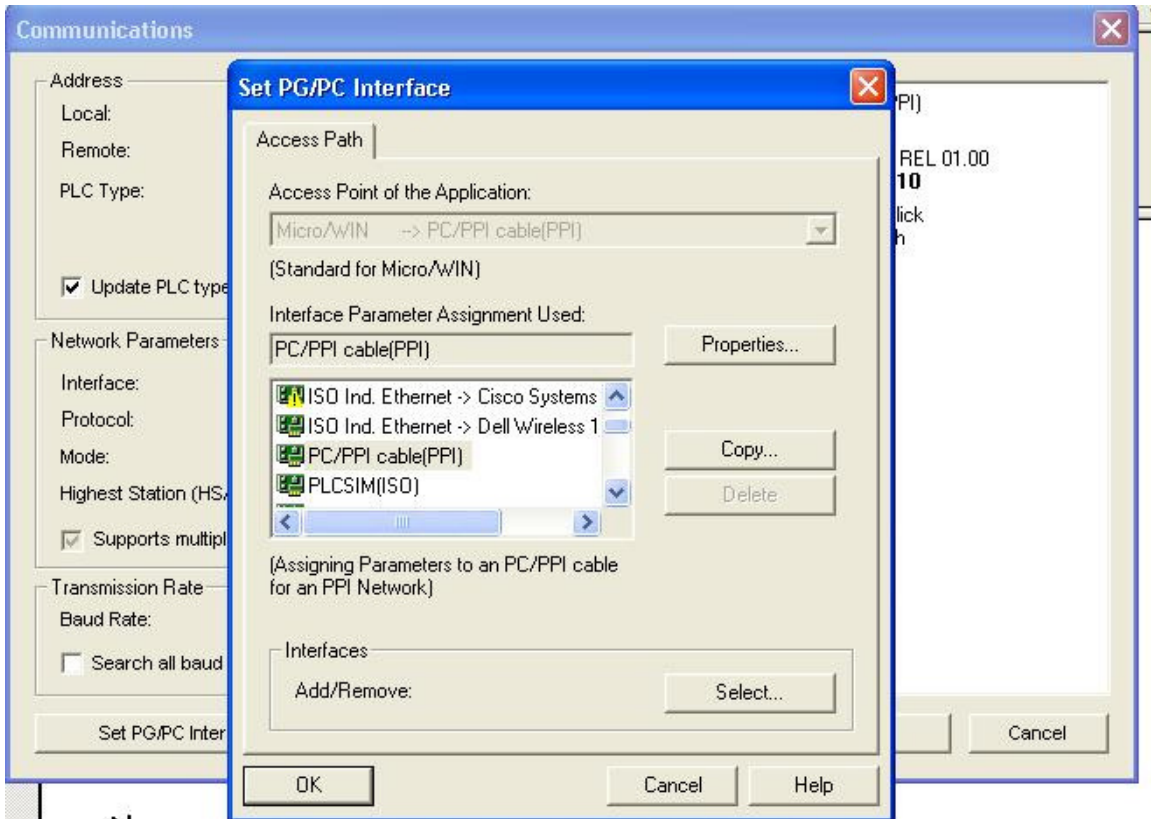 Communications
Address
Local:
Remote:
PLC Type:
Update PLC type
Network Parameters
Interface:
Protocol:
Mode:
Supports multipl
Transmission Rate
Baud Rate:
Search all baud
Set PG/PC Inter
Set PG/PC Interface
Access Path
Access Point of the Application:
Micro/WIN --> PC/PPI cable(PPI)
(Standard for Micro/WIN)
Interface Parameter Assignment Used:
PC/PPI cable(PPI)
Properties...
ISO Ind. Ethernet -> Cisco Systems
ISO Ind. Ethernet -> Dell Wireless 1
PC/PPI cable(PPI)
PLCSIM(ISO)
Copy...
Delete
(Assigning Parameters to an PC/PPI cable
for an PPI Network)
Interfaces
Add/Remove:
Select...
OK
Cancel
Help
PPI)
REL 01.00
10
lick
h
Cancel